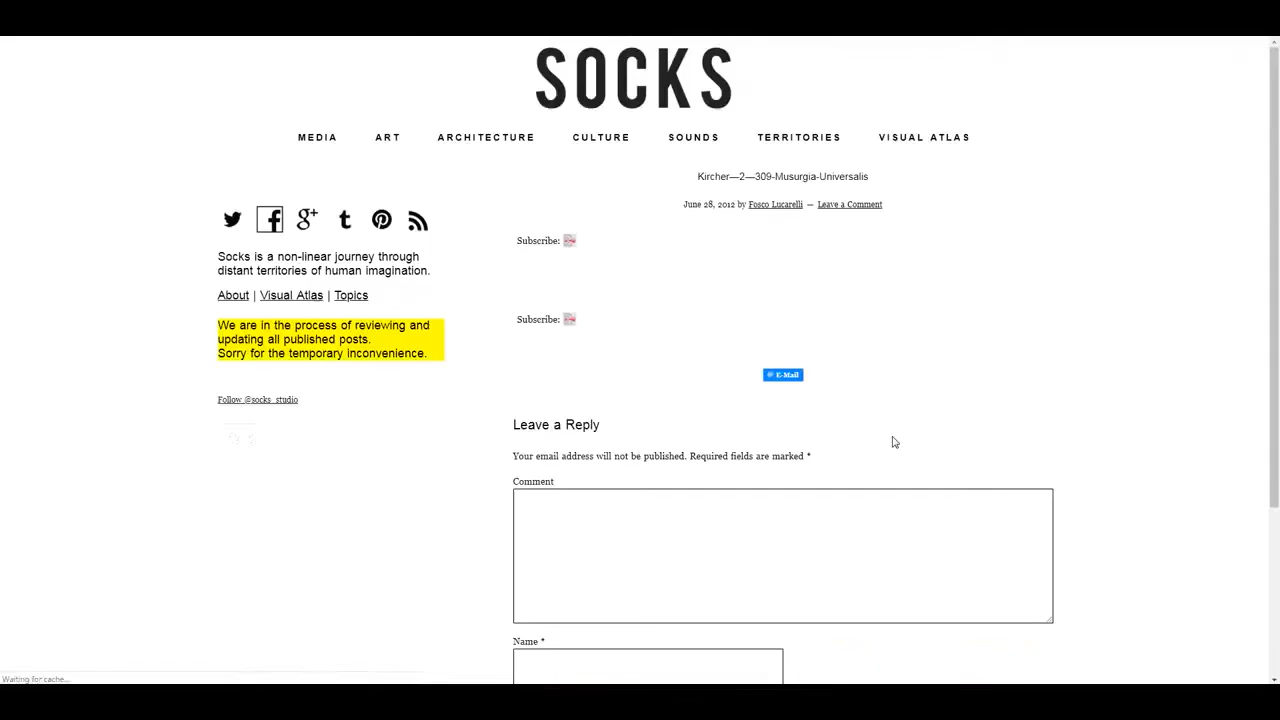 SOCKS
MEDIA ART ARCHITECTURE CULTURE SOUNDS TERRITORIES VISUAL ATLAS
Kircher—2—309-Musurgia-Universalis
June 28, 2012 by Fosco Lucarelli — Leave a Comment
Subscribe:
Socks is a non-linear journey through
distant territories of human imagination.
About | Visual Atlas | Topics
Subscribe:
We are in the process of reviewing and
updating all published posts.
Sorry for the temporary inconvenience.
@ E-Mail
Follow @socks_studio
Leave a Reply
Your email address will not be published. Required fields are marked *
Comment
Name *
Waiting for cache...